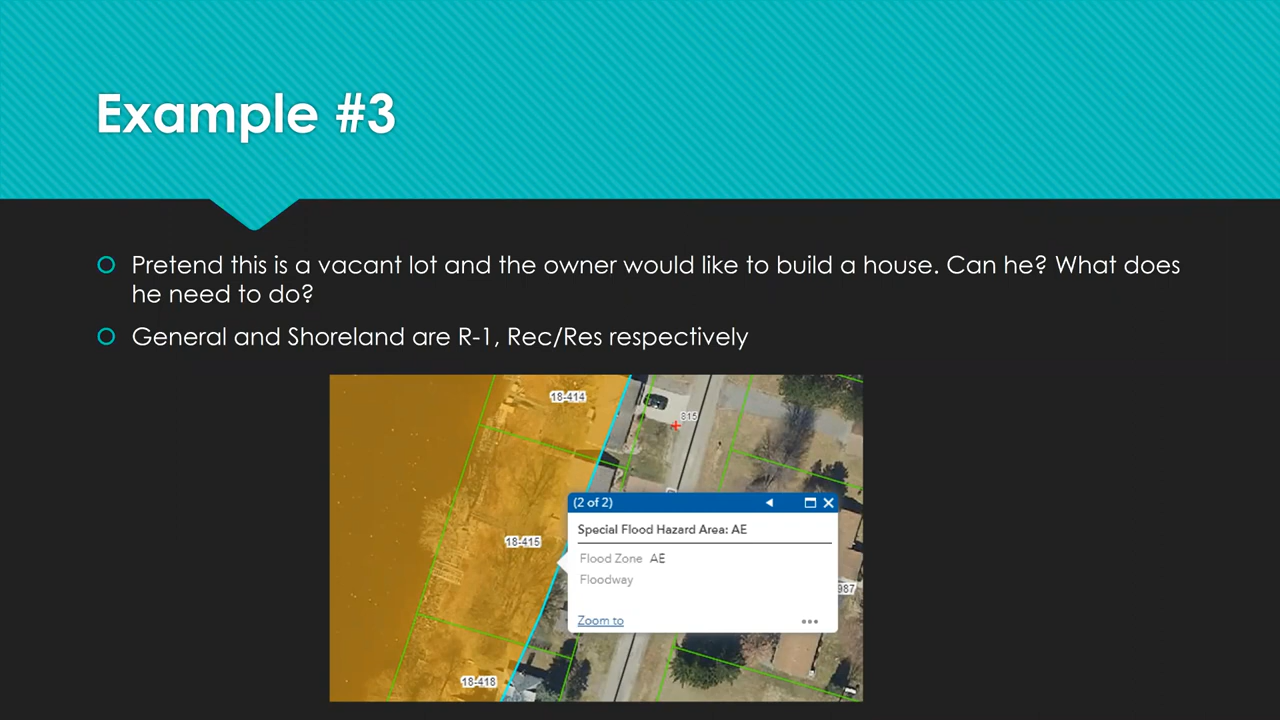 Example #3
Pretend this is a vacant lot and the owner would like to build a house. Can he? What does
he need to do?
General and Shoreland are R-1, Rec/Res respectively
18-414
815
(2 of 2)
Special Flood Hazard Area: AE
18-415
Flood Zone AE
Floodway
987
Zoom to
18-418